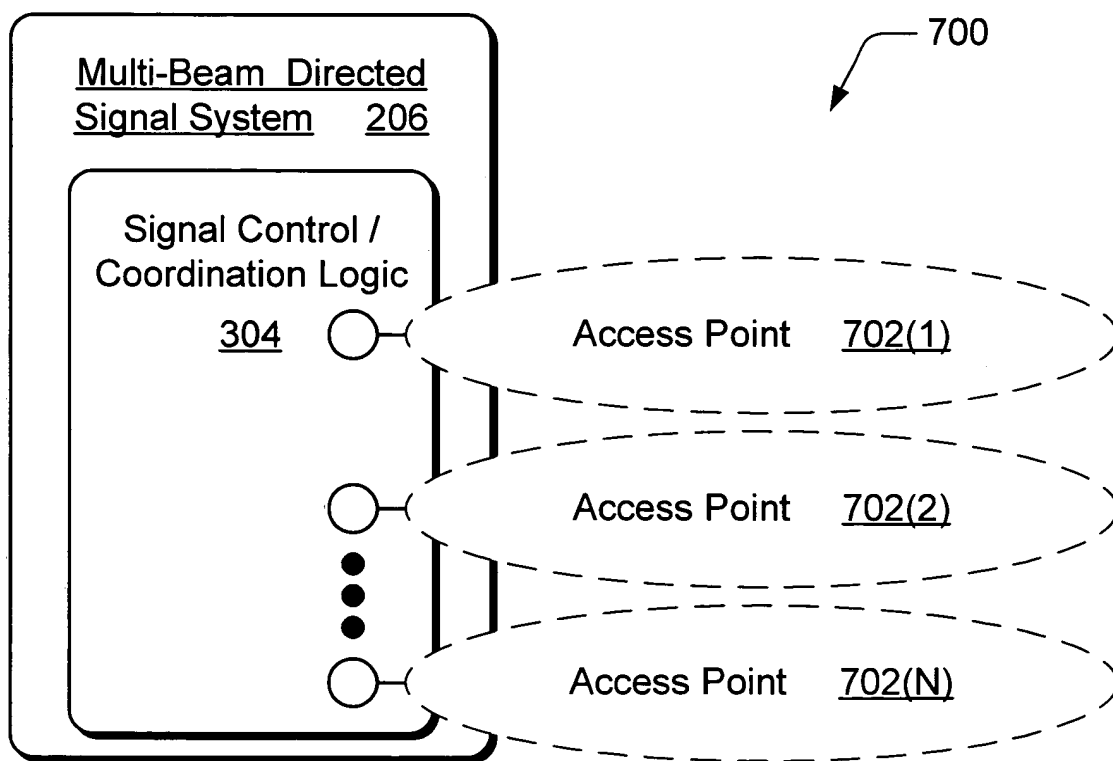 700
Multi-Beam Directed
Signal System 206
Signal Control /
Coordination Logic
304
Access Point 702(1)
Access Point 702(2)
Access Point 702(N)